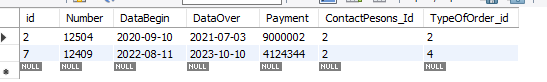 id Number DataBegin DataOver Payment ContactPesons_Id TypeOfOrder_id
2 12504 2020-09-10 2021-07-03 9000002 2 2
7 12409 2022-08-11 2023-10-10 4124344 2 4
NULL NULL NULL NULL NULL NULL NULL